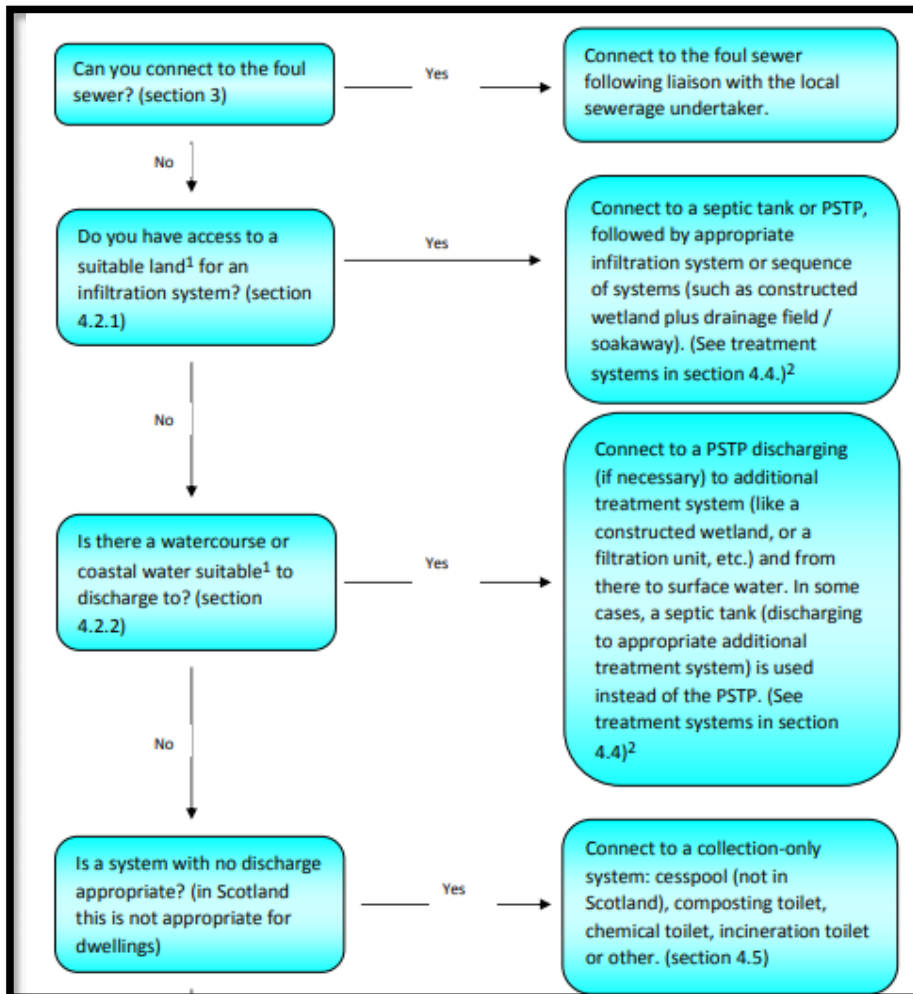 Can you connect to the foul
sewer? (section 3)
Yes
Connect to the foul sewer
following liaison with the local
sewerage undertaker.
No
Do you have access to a
suitable land¹ for an
infiltration system? (section
4.2.1)
Yes
Connect to a septic tank or PSTP,
followed by appropriate
infiltration system or sequence
of systems (such as constructed
wetland plus drainage field /
soakaway). (See treatment
systems in section 4.4.)²
No
Is there a watercourse or
coastal water suitable¹ to
discharge to? (section
4.2.2)
Yes
Connect to a PSTP discharging
(if necessary) to additional
treatment system (like a
constructed wetland, or a
filtration unit, etc.) and from
there to surface water. In some
cases, a septic tank (discharging
to appropriate additional
treatment system) is used
instead of the PSTP. (See
treatment systems in section
4.4)²
No
Is a system with no discharge
appropriate? (in Scotland
this is not appropriate for
dwellings)
Yes
Connect to a collection-only
system: cesspool (not in
Scotland), composting toilet,
chemical toilet, incineration toilet
or other. (section 4.5)